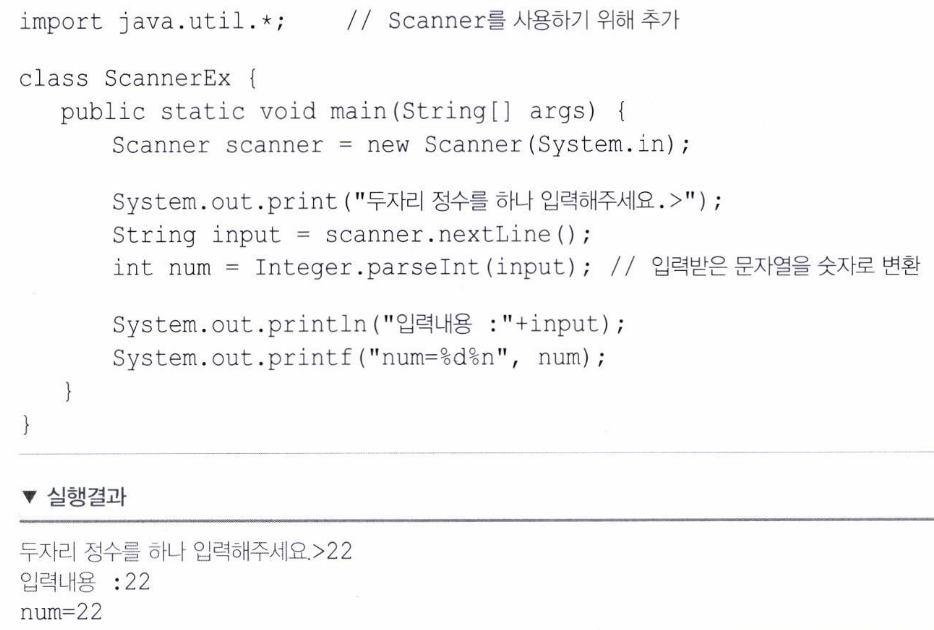 import java.util.*;    // Scanner를 사용하기 위해 추가
class ScannerEx {
public static void main(String[] args) {
Scanner scanner = new Scanner(System.in);
System.out.print("두자리 정수를 하나 입력해주세요.>");
String input = scanner.nextLine();
int num = Integer.parseInt(input); // 입력받은 문자열을 숫자로 변환
System.out.println("입력내용 :"+input);
System.out.printf("num=%d%n", num);
}
}
▼ 실행결과
두자리 정수를 하나 입력해주세요.>22
입력내용 :22
num=22